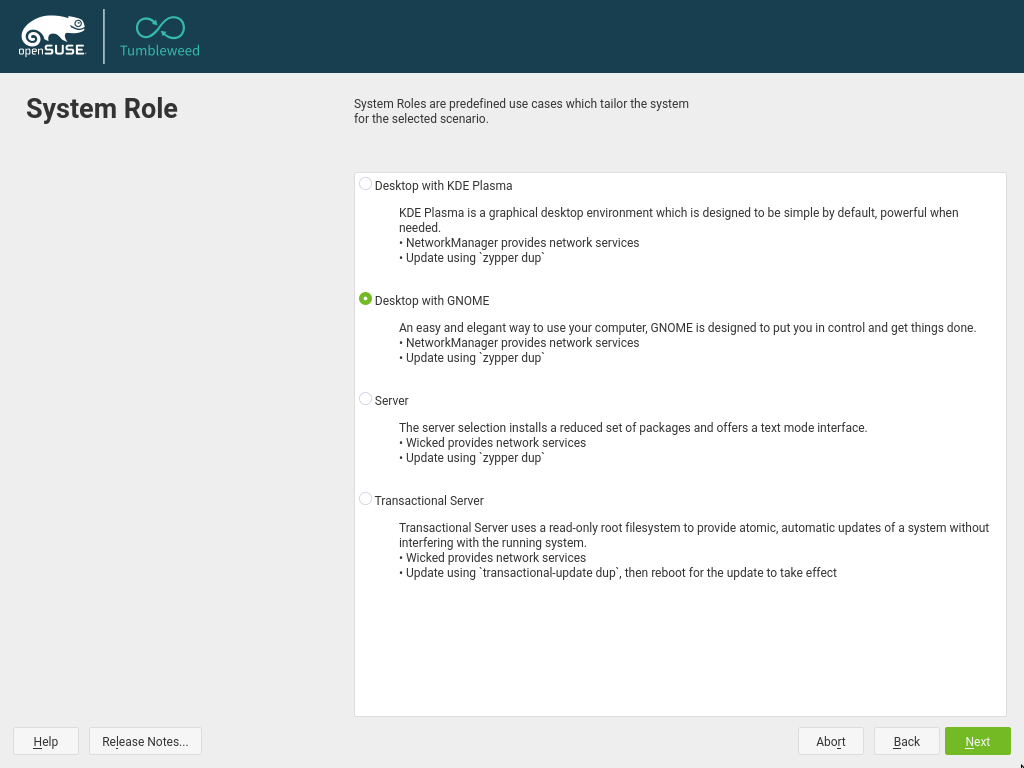 openSUSE
Tumbleweed
System Role
System Roles are predefined use cases which tailor the system
for the selected scenario.
Desktop with KDE Plasma
KDE Plasma is a graphical desktop environment which is designed to be simple by default, powerful when
needed.
• NetworkManager provides network services
• Update using `zypper dup`
Desktop with GNOME
An easy and elegant way to use your computer, GNOME is designed to put you in control and get things done.
• NetworkManager provides network services
• Update using `zypper dup`
Server
The server selection installs a reduced set of packages and offers a text mode interface.
• Wicked provides network services
• Update using `zypper dup`
Transactional Server
Transactional Server uses a read-only root filesystem to provide atomic, automatic updates of a system without
interfering with the running system.
• Wicked provides network services
• Update using `transactional-update dup`, then reboot for the update to take effect
Help
Release Notes...
Abort
Back
Next